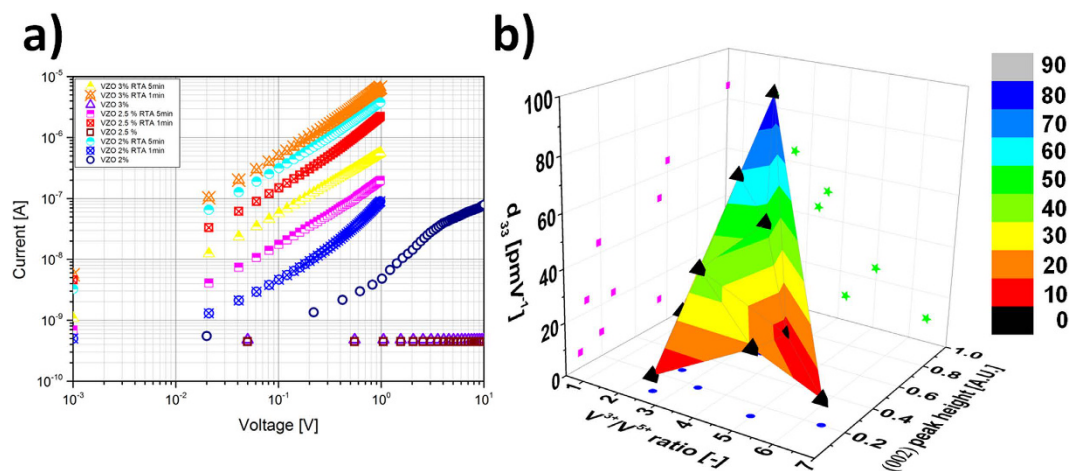 a)
10⁻⁵
10⁻⁶
10⁻⁷
10⁻⁸
10⁻⁹
10⁻¹⁰
Current [A]
VZO 3% RTA 5min
VZO 3% RTA 1min
VZO 3%
VZO 2.5 % RTA 5min
VZO 2.5 % RTA 1min
VZO 2.5 %
VZO 2% RTA 5min
VZO 2% RTA 1min
VZO 2%
10⁻³ 10⁻² 10⁻¹ 10⁰ 10¹
Voltage [V]
b)
100
80
60
40
20
0
d₃₃ [pmV⁻¹]
1 2 3 4 5 6 7
V³⁺/V⁵⁺ ratio [-]
0.2 0.4 0.6 0.8 1.0
(002) peak height [A.U.]
90
80
70
60
50
40
30
20
10
0